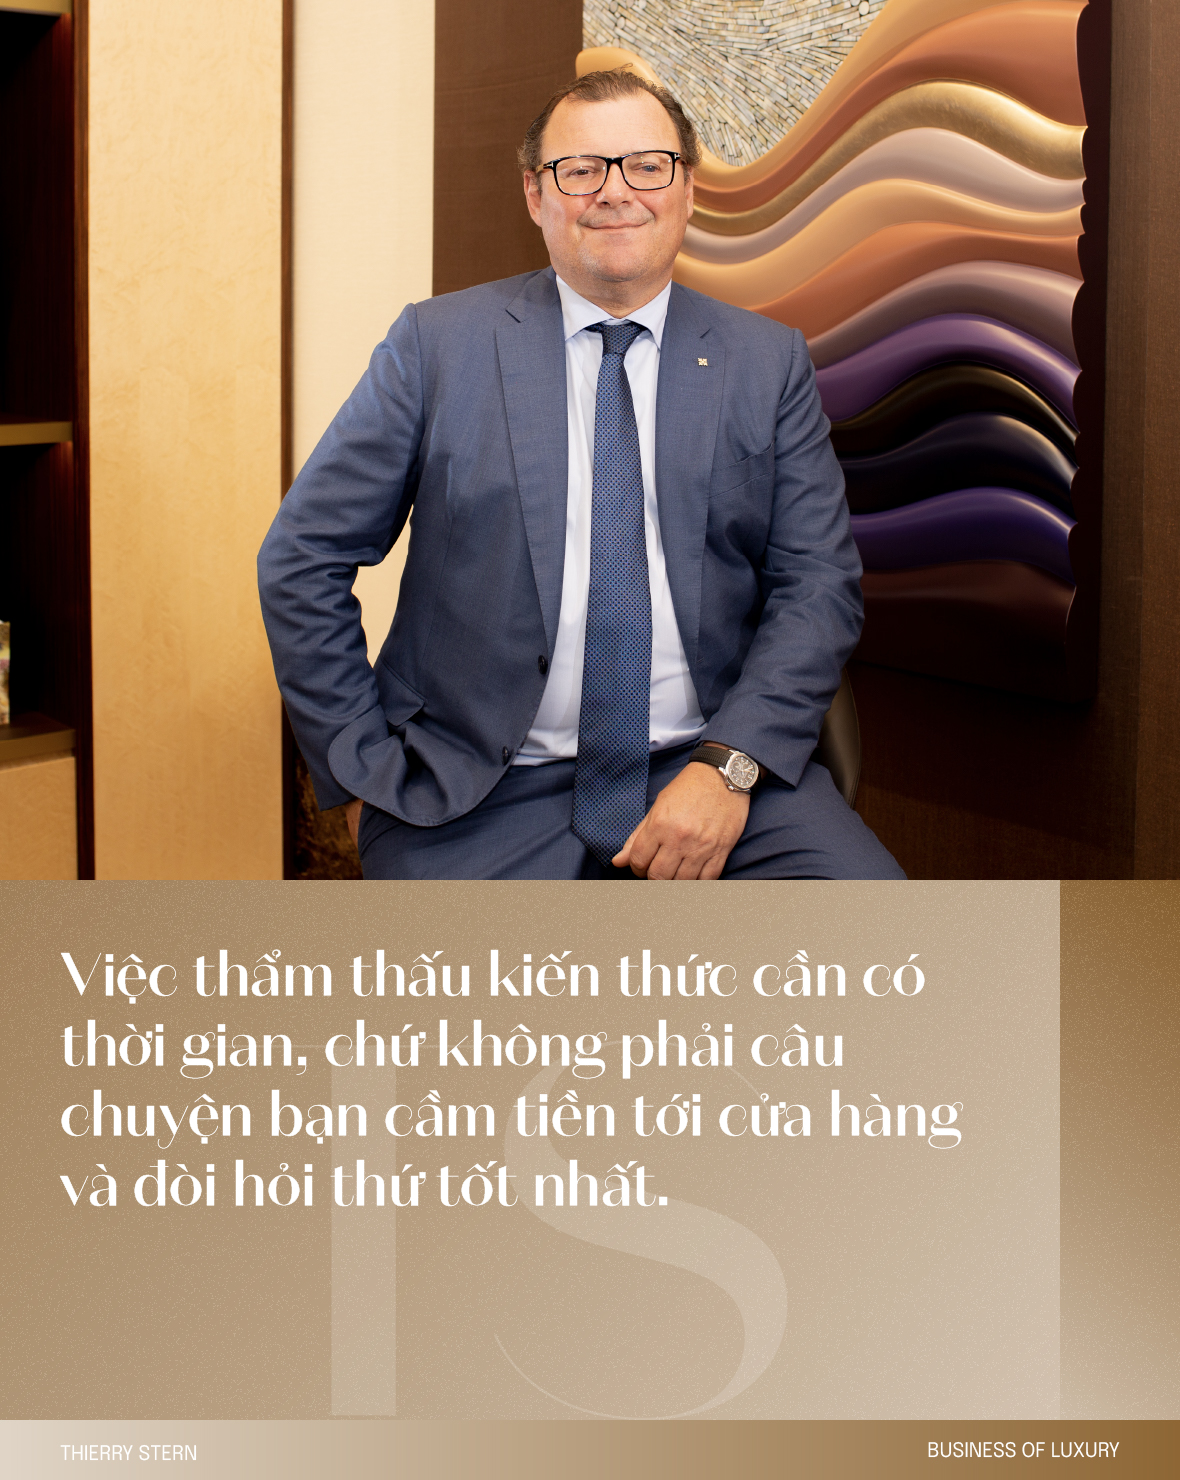 Việc thẩm thấu kiến thức cần có
thời gian, chứ không phải câu
chuyện bạn cầm tiền tới cửa hàng
và đòi hỏi thứ tốt nhất.
TS
THIERRY STERN
BUSINESS OF LUXURY